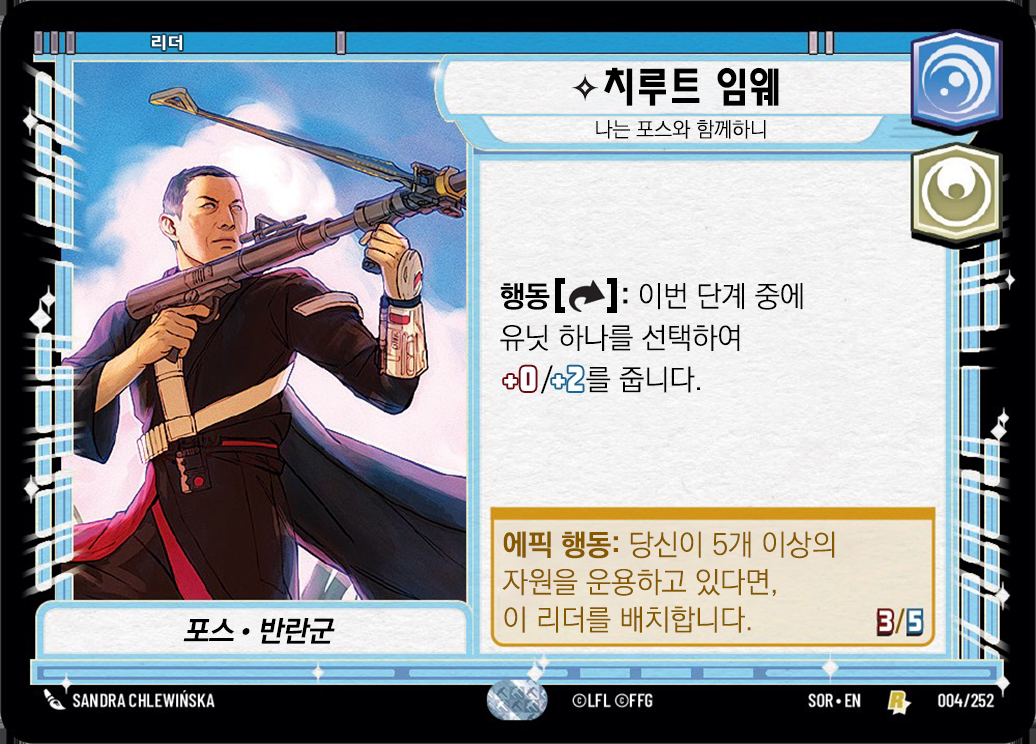 리더
치루트 임웨
나는 포스와 함께하니
행동[]: 이번 단계 중에
유닛 하나를 선택하여
+0/+2를 줍니다.
에픽 행동: 당신이 5개 이상의
자원을 운용하고 있다면,
이 리더를 배치합니다.
3/5
포스 • 반란군
SANDRA CHLEWIŃSKA
©LFL ©FFG
SOR • EN
R
004/252